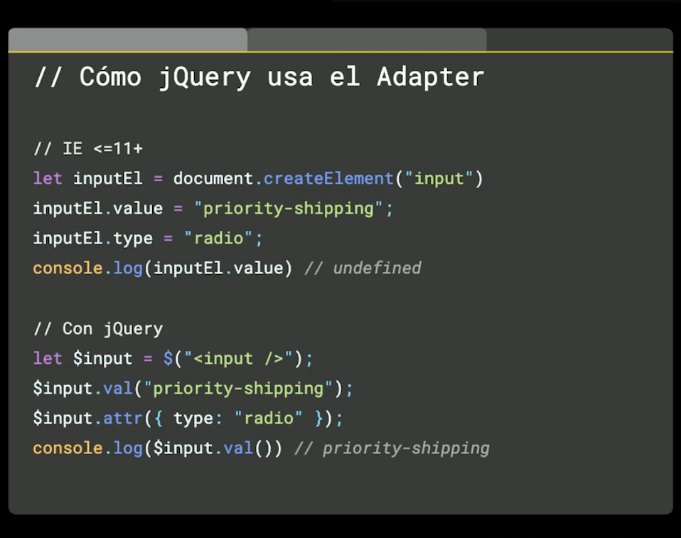 // Cómo jQuery usa el Adapter
// IE <=11+
let inputEl = document.createElement("input")
inputEl.value = "priority-shipping";
inputEl.type = "radio";
console.log(inputEl.value) // undefined
// Con jQuery
let $input = $("<input />");
$input.val("priority-shipping");
$input.attr({ type: "radio" });
console.log($input.val()) // priority-shipping